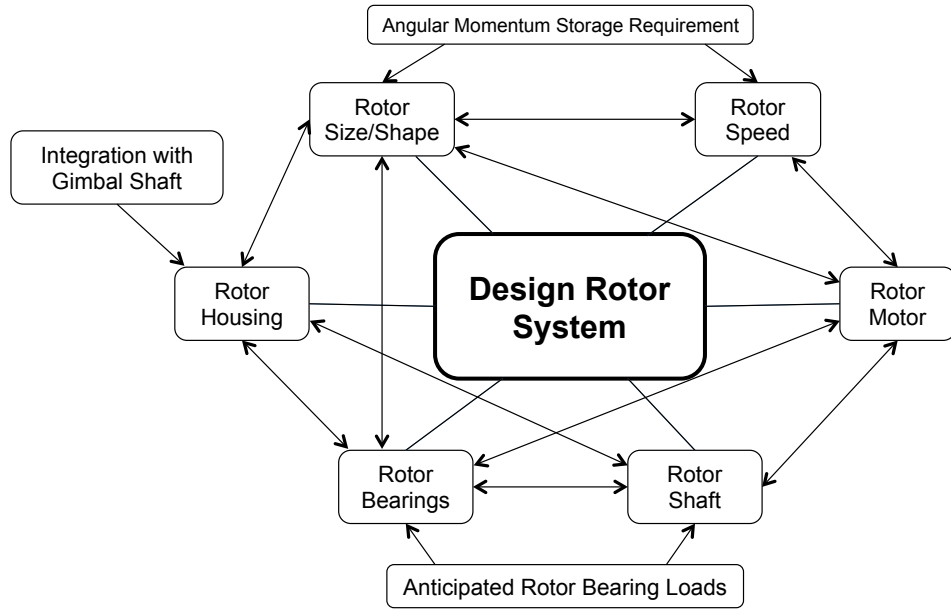 Angular Momentum Storage Requirement
Rotor
Size/Shape
Rotor
Speed
Integration with
Gimbal Shaft
Rotor
Housing
Design Rotor
System
Rotor
Motor
Rotor
Bearings
Rotor
Shaft
Anticipated Rotor Bearing Loads